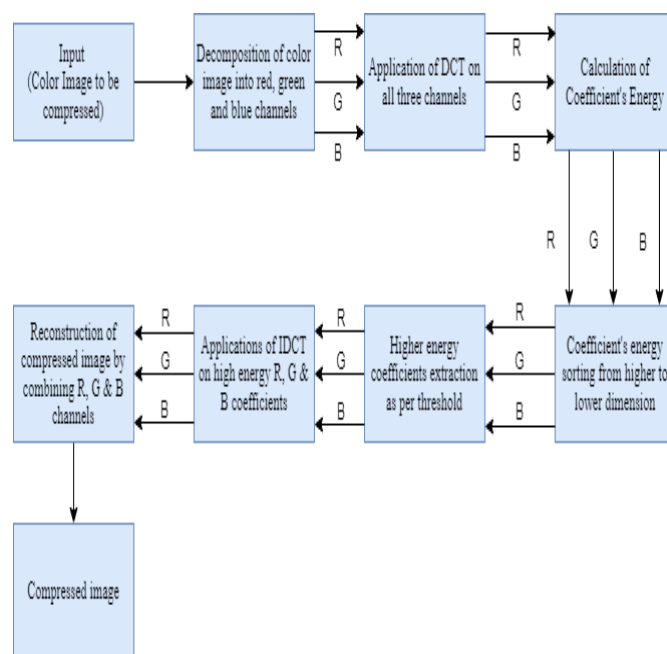 Input
(Color Image to be
compressed)
Decomposition of color
image into red, green
and blue channels
R
G
B
Application of DCT on
all three channels
R
G
B
Calculation of
Coefficient's Energy
R
G
B
Coefficient's energy
sorting from higher to
lower dimension
R
G
B
Higher energy
coefficients extraction
as per threshold
R
G
B
Applications of IDCT
on high energy R, G &
B coefficients
R
G
B
Reconstruction of
compressed image by
combining R, G & B
channels
Compressed image